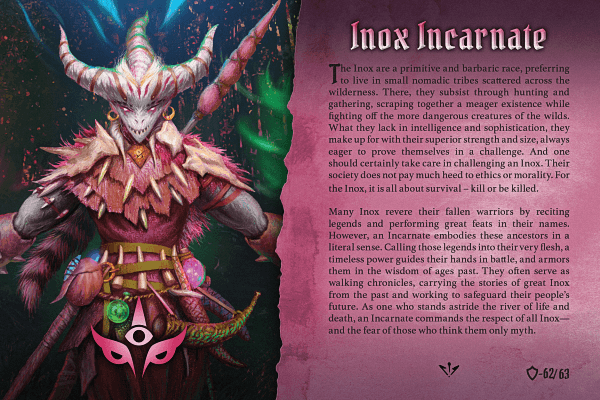 Inox Incarnate
The Inox are a primitive and barbaric race, preferring
to live in small nomadic tribes scattered across the
wilderness. There, they subsist through hunting and
gathering, scraping together a meager existence while
fighting off the more dangerous creatures of the wilds.
What they lack in intelligence and sophistication, they
make up for with their superior strength and size, always
eager to prove themselves in a challenge. And one
should certainly take care in challenging an Inox. Their
society does not pay much heed to ethics or morality. For
the Inox, it is all about survival – kill or be killed.
Many Inox revere their fallen warriors by reciting
legends and performing great feats in their names.
However, an Incarnate embodies these ancestors in a
literal sense. Calling those legends into their very flesh, a
timeless power guides their hands in battle, and armors
them in the wisdom of ages past. They often serve as
walking chronicles, carrying the stories of great Inox
from the past and working to safeguard their people's
future. As one who stands astride the river of life and
death, an Incarnate commands the respect of all Inox—
and the fear of those who think them only myth.
-62/63